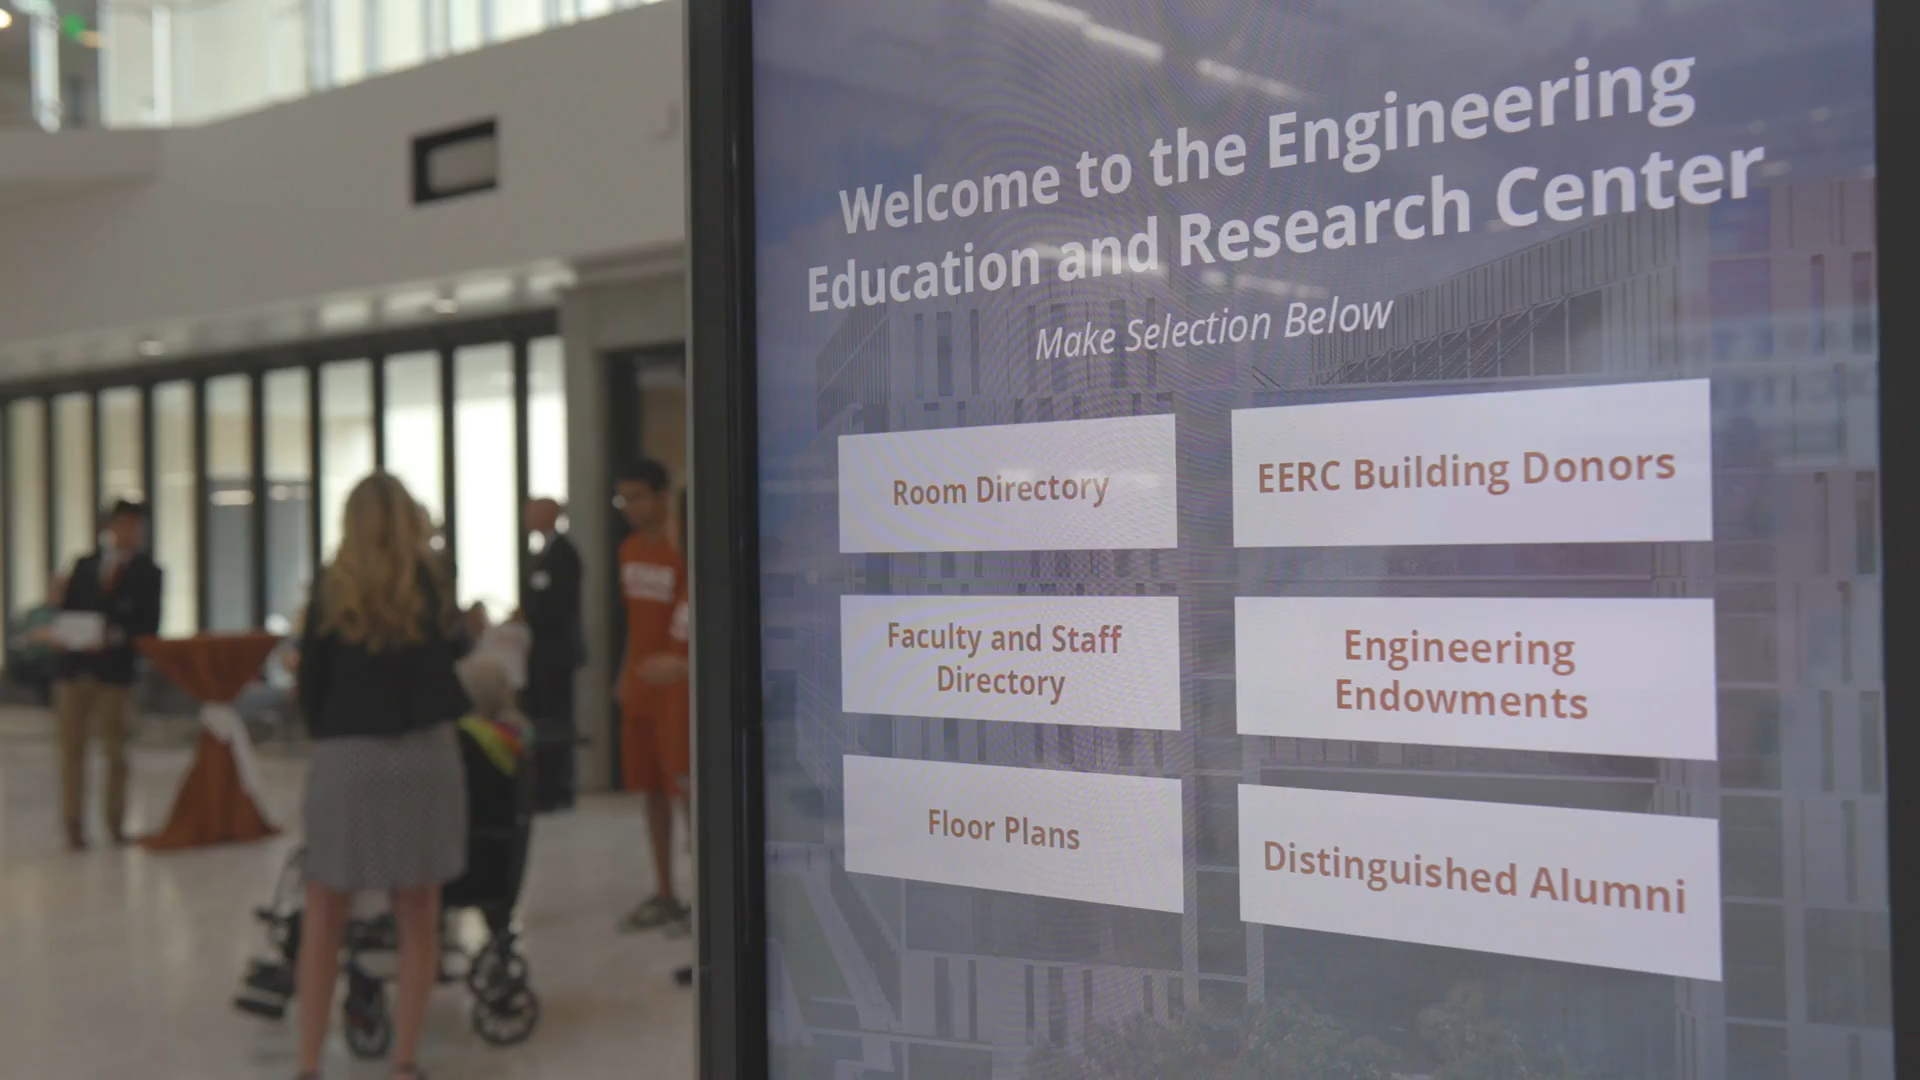 Welcome to the Engineering
Education and Research Center
Make Selection Below
Room Directory
EERC Building Donors
Faculty and Staff
Directory
Engineering
Endowments
Floor Plans
Distinguished Alumni